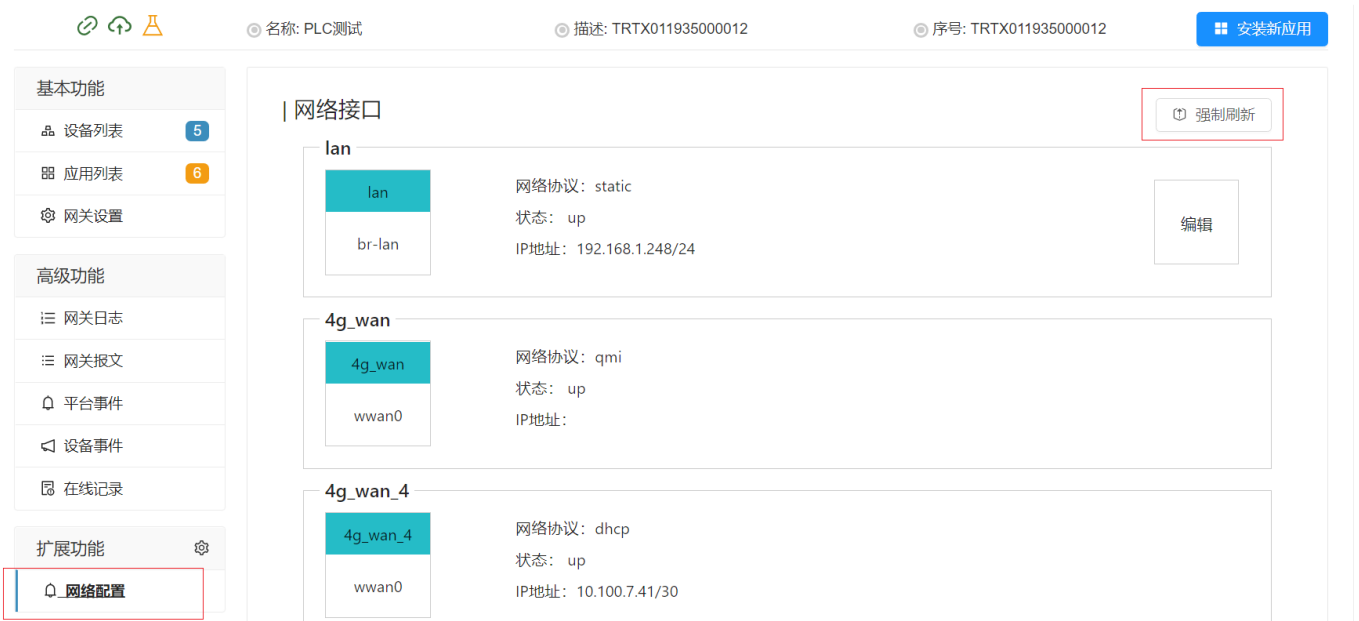 名称: PLC测试
描述: TRTX011935000012
序号: TRTX011935000012
安装新应用
基本功能
设备列表 5
应用列表 6
网关设置
高级功能
网关日志
网关报文
平台事件
设备事件
在线记录
扩展功能
网络配置
| 网络接口
强制刷新
lan
lan
br-lan
网络协议：static
状态： up
IP地址：192.168.1.248/24
编辑
4g_wan
4g_wan
wwan0
网络协议：qmi
状态： up
IP地址：
4g_wan_4
4g_wan_4
wwan0
网络协议：dhcp
状态： up
IP地址：10.100.7.41/30